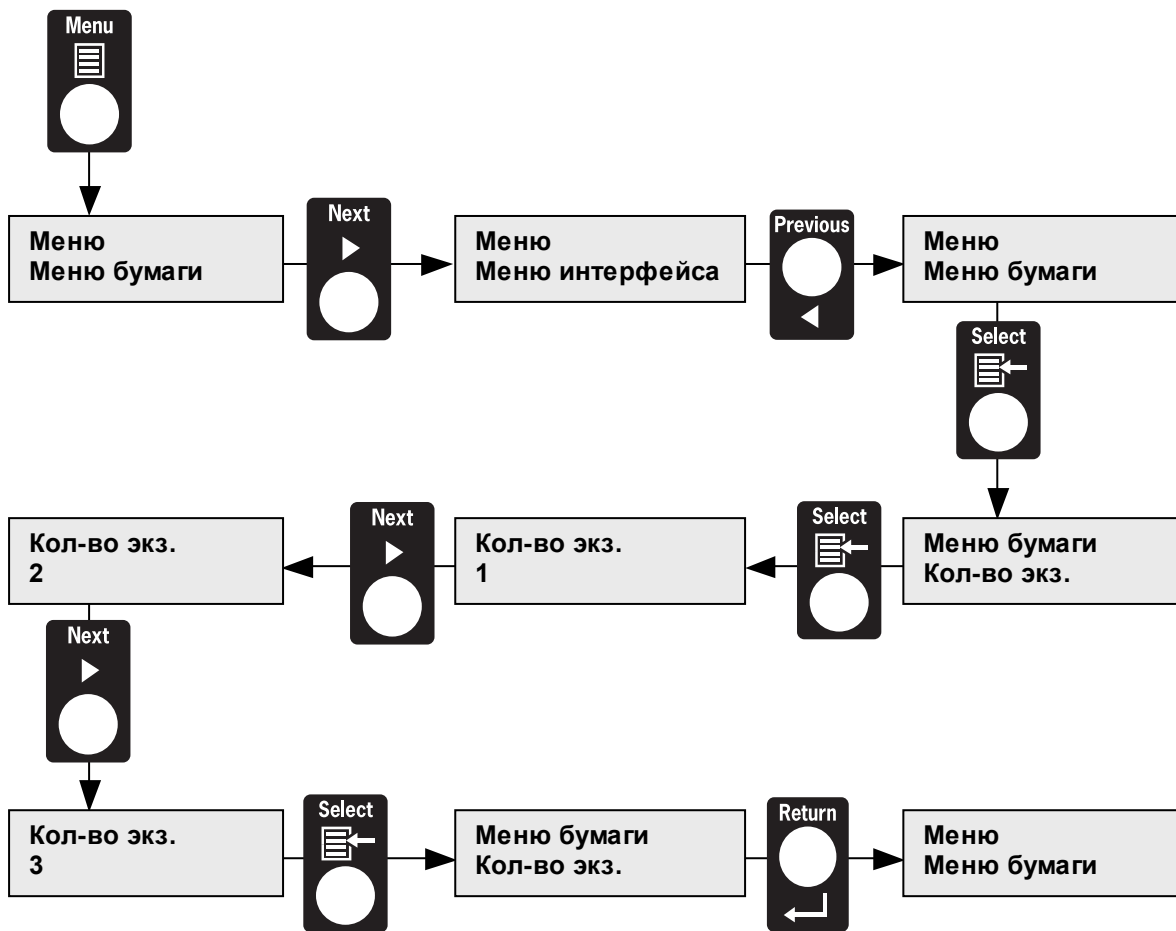 Menu
Меню
Меню бумаги
Next
Меню
Меню интерфейса
Previous
Меню
Меню бумаги
Select
Меню бумаги
Кол-во экз.
Select
Кол-во экз.
1
Next
Кол-во экз.
2
Next
Кол-во экз.
3
Select
Меню бумаги
Кол-во экз.
Return
Меню
Меню бумаги